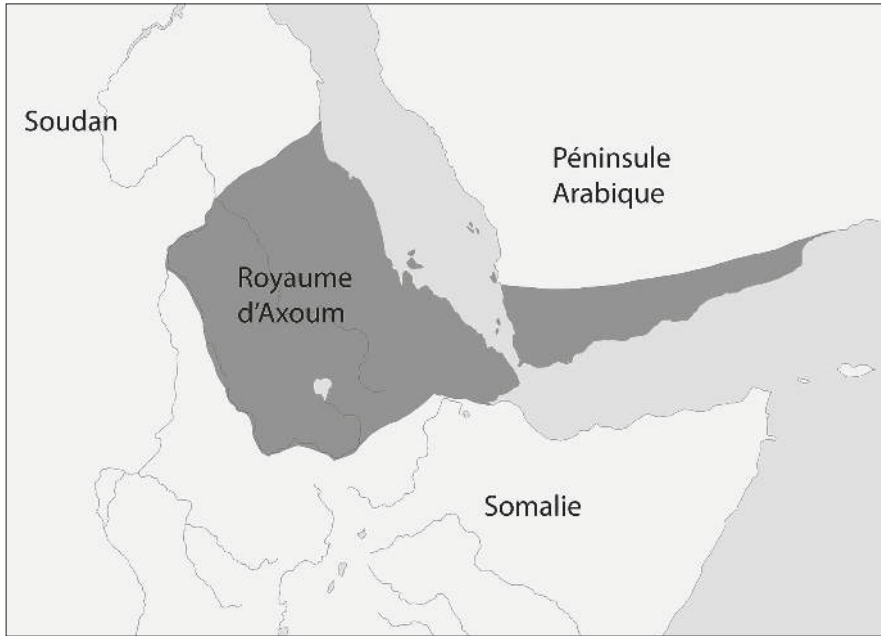 Soudan
Péninsule
Arabique
Royaume
d'Axoum
Somalie